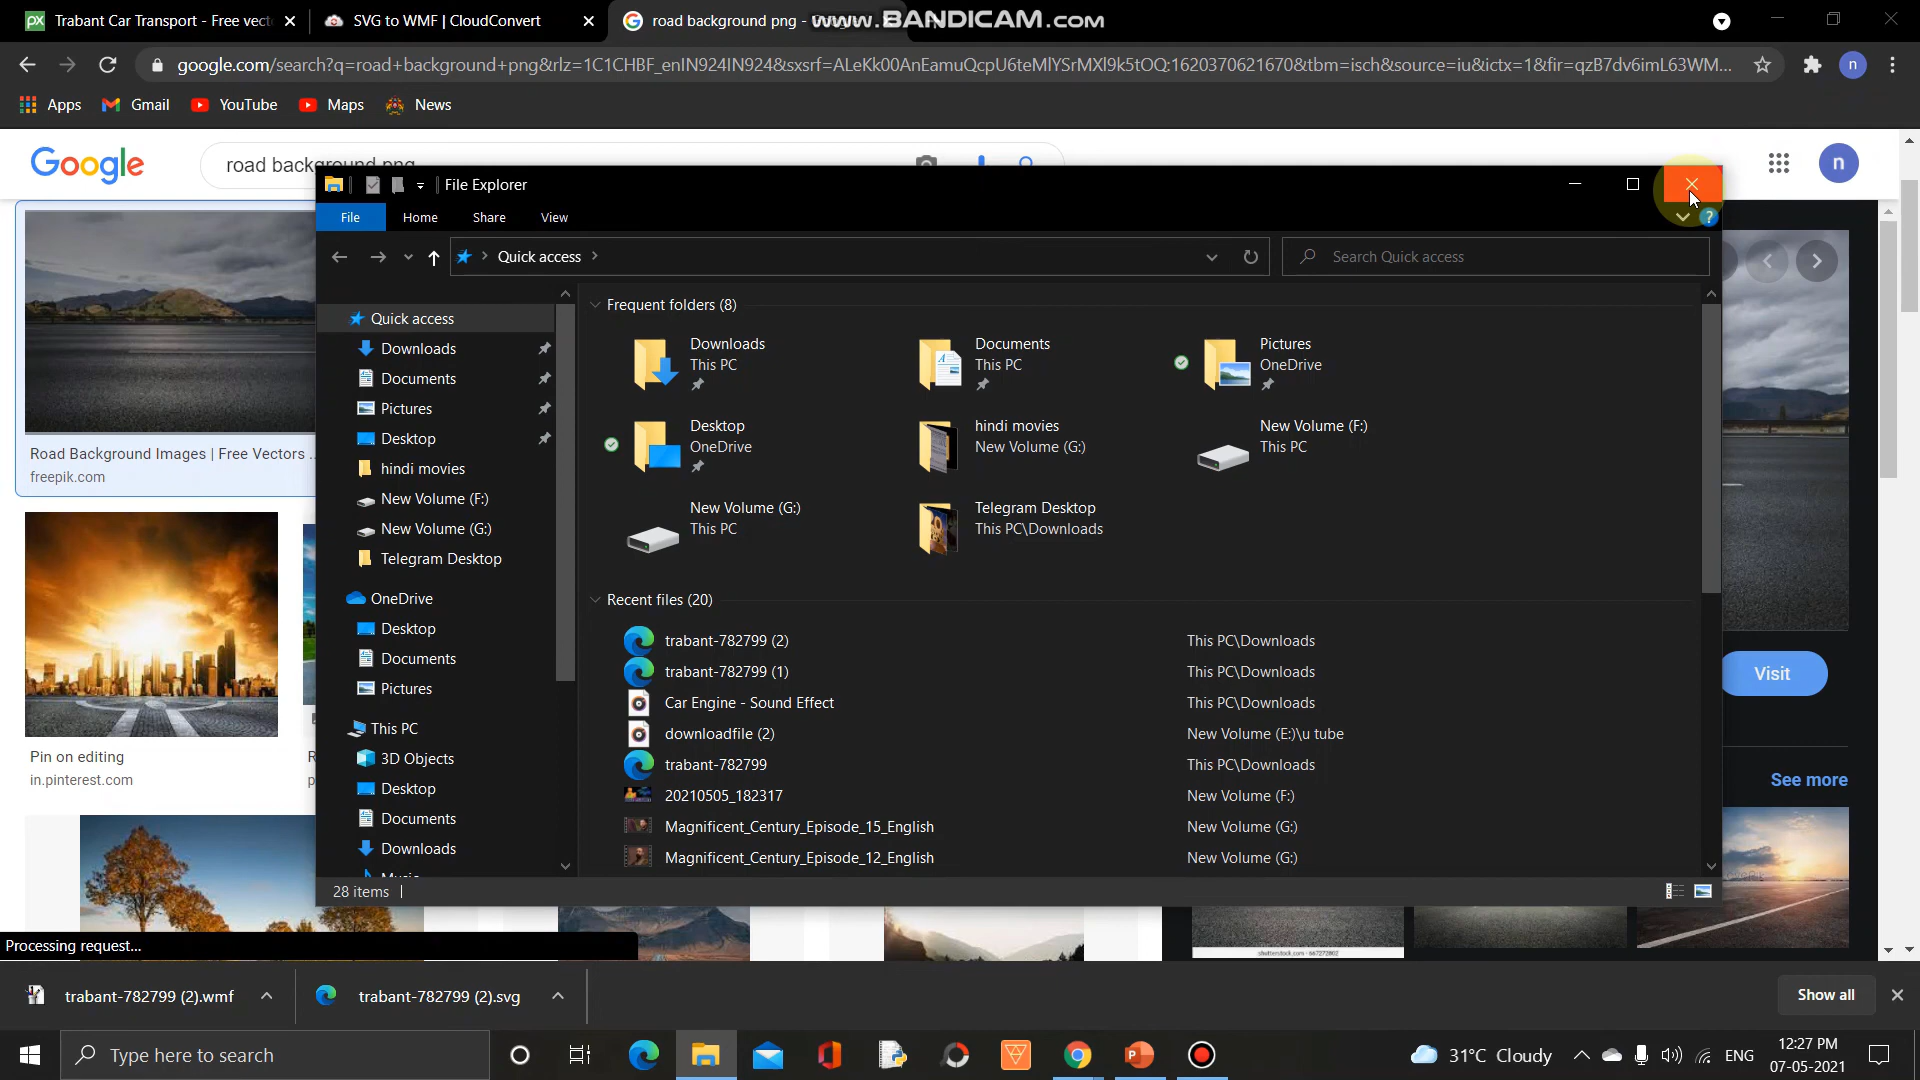 Trabant Car Transport - Free vect
SVG to WMF | CloudConvert
road background png -
www.BANDICAM.com
google.com/search?q=road+background+png&rlz=1C1CHBF_enIN924IN924&sxsrf=ALeKk00AnEamuQcpU6teMlYSrMXl9k5tOQ:1620370621670&tbm=isch&source=iu&ictx=1&fir=qzB7dv6imL63WM...
n
Apps
Gmail
YouTube
Maps
News
Google
road background png
n
File Explorer
File
Home
Share
View
?
Quick access
Search Quick access
Quick access
Downloads
Documents
Pictures
Desktop
hindi movies
New Volume (F:)
New Volume (G:)
Telegram Desktop
OneDrive
Desktop
Documents
Pictures
This PC
3D Objects
Desktop
Documents
Downloads
Music
Frequent folders (8)
Downloads
This PC
Documents
This PC
Pictures
OneDrive
Desktop
OneDrive
hindi movies
New Volume (G:)
New Volume (F:)
This PC
New Volume (G:)
This PC
Telegram Desktop
This PC\Downloads
Recent files (20)
trabant-782799 (2) This PC\Downloads
trabant-782799 (1) This PC\Downloads
Car Engine - Sound Effect This PC\Downloads
downloadfile (2) New Volume (E:)\u tube
trabant-782799 This PC\Downloads
20210505_182317 New Volume (F:)
Magnificent_Century_Episode_15_English New Volume (G:)
Magnificent_Century_Episode_12_English New Volume (G:)
28 items
Road Background Images | Free Vectors ...
freepik.com
Pin on editing
in.pinterest.com
R
p
Visit
See more
shutterstock.com · 667272802
Processing request...
trabant-782799 (2).wmf
trabant-782799 (2).svg
Show all
Type here to search
31°C Cloudy
ENG
12:27 PM
07-05-2021